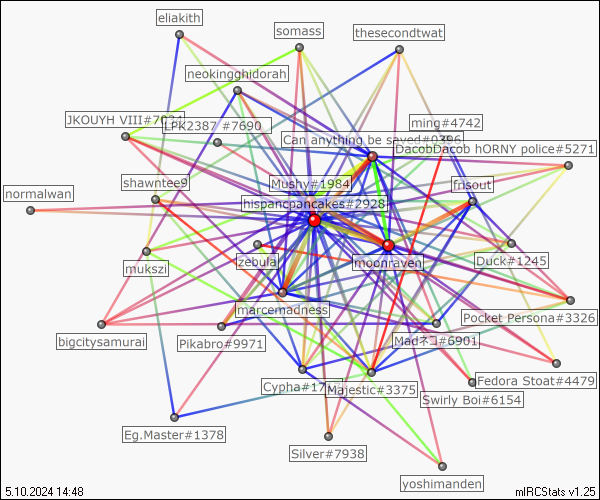 eliakith
somass
thesecondtwat
neokingghidorah
JKOUYH VIII#7024
LPK2387 #7690
ming#4742
Can anything be saved#0396
DacobDacob hORNY police#5271
normalwan
shawntee9
Mushy#1984
frisout
hispancpancakes#2928
mukszi
zebula
moonraven
Duck#1245
marcemadness
Pocket Persona#3326
bigcitysamurai
Pikabro#9971
Madネコ#6901
Cypha#17
Majestic#3375
Fedora Stoat#4479
Swirly Boi#6154
Eg.Master#1378
Silver#7938
yoshimanden
5.10.2024 14:48
mIRCStats v1.25